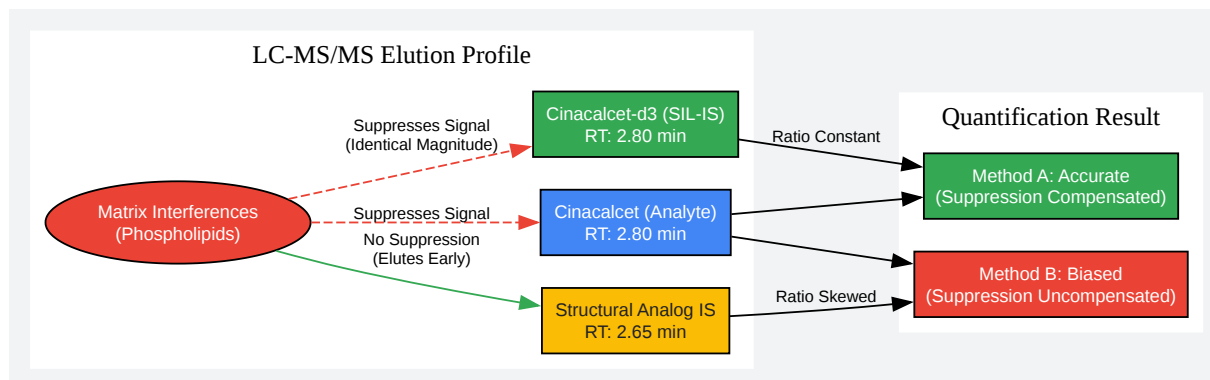 LC-MS/MS Elution Profile
Matrix Interferences
(Phospholipids)
Suppresses Signal
(Identical Magnitude)
Suppresses Signal
No Suppression
(Elutes Early)
Cinacalcet-d3 (SIL-IS)
RT: 2.80 min
Cinacalcet (Analyte)
RT: 2.80 min
Structural Analog IS
RT: 2.65 min
Ratio Constant
Ratio Skewed
Quantification Result
Method A: Accurate
(Suppression Compensated)
Method B: Biased
(Suppression Uncompensated)